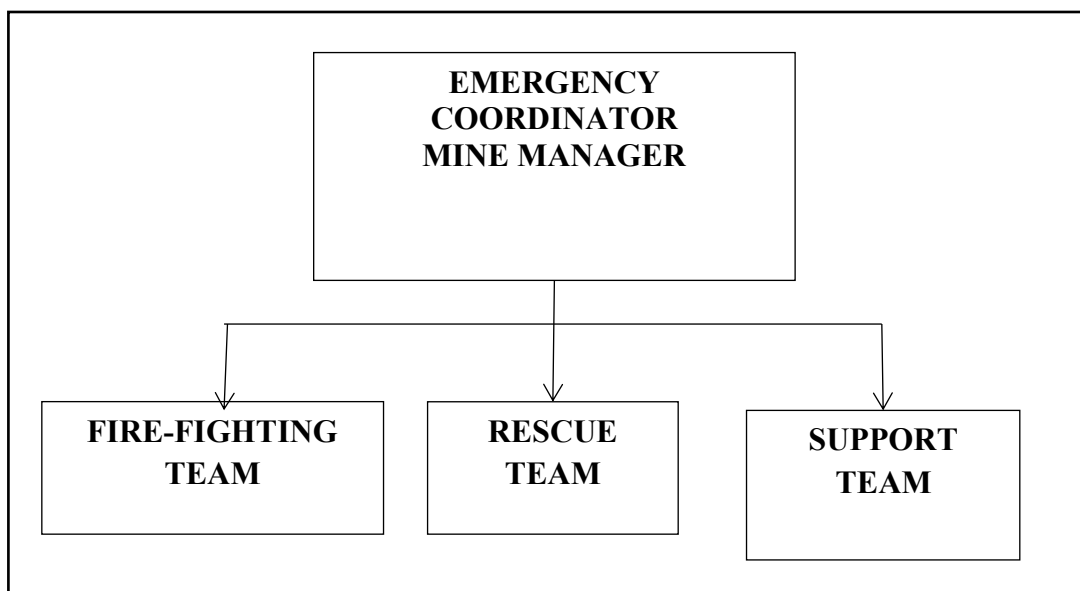 EMERGENCY
COORDINATOR
MINE MANAGER
FIRE-FIGHTING
TEAM
RESCUE
TEAM
SUPPORT
TEAM